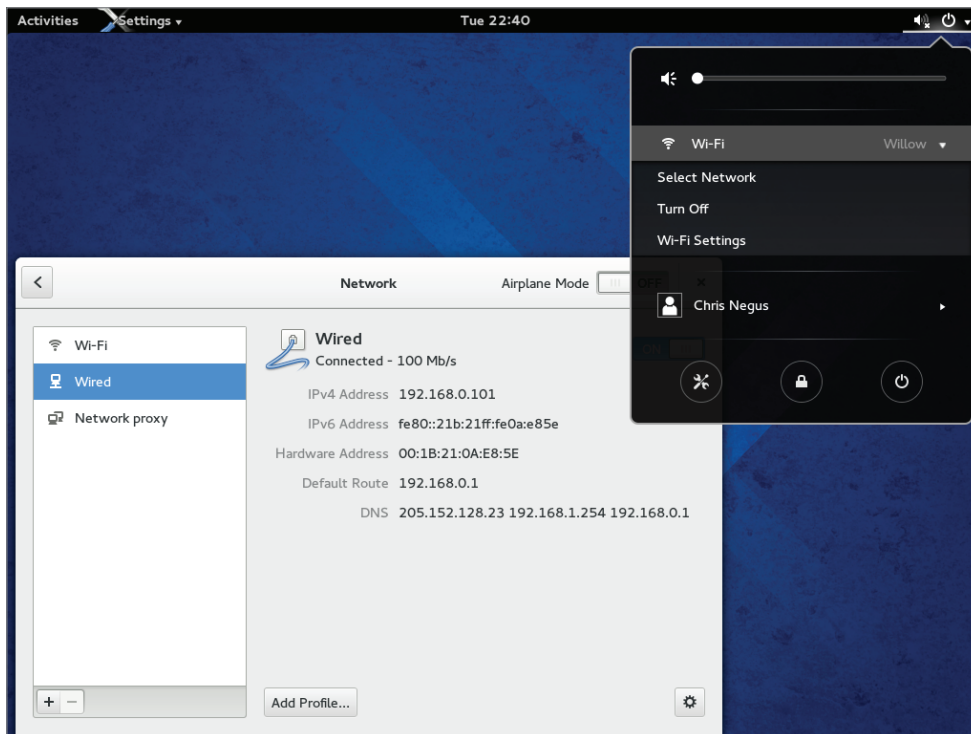 Activities Settings Tue 22:40
Wi-Fi Willow
Select Network
Turn Off
Wi-Fi Settings
Chris Negus
Network Airplane Mode OFF
Wi-Fi
Wired
Network proxy
Wired
Connected - 100 Mb/s
ON
IPv4 Address 192.168.0.101
IPv6 Address fe80::21b:21ff:fe0a:e85e
Hardware Address 00:1B:21:0A:E8:5E
Default Route 192.168.0.1
DNS 205.152.128.23 192.168.1.254 192.168.0.1
Add Profile...